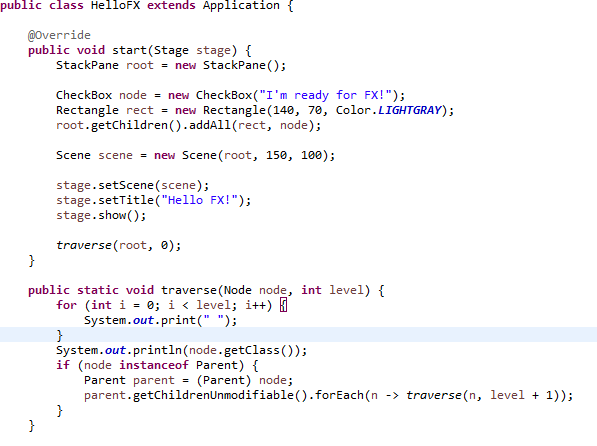 public class HelloFX extends Application {
@Override
public void start(Stage stage) {
StackPane root = new StackPane();
CheckBox node = new CheckBox("I'm ready for FX!");
Rectangle rect = new Rectangle(140, 70, Color.LIGHTGRAY);
root.getChildren().addAll(rect, node);
Scene scene = new Scene(root, 150, 100);
stage.setScene(scene);
stage.setTitle("Hello FX!");
stage.show();
traverse(root, 0);
}
public static void traverse(Node node, int level) {
for (int i = 0; i < level; i++) {
System.out.print(" ");
}
System.out.println(node.getClass());
if (node instanceof Parent) {
Parent parent = (Parent) node;
parent.getChildrenUnmodifiable().forEach(n -> traverse(n, level + 1));
}
}